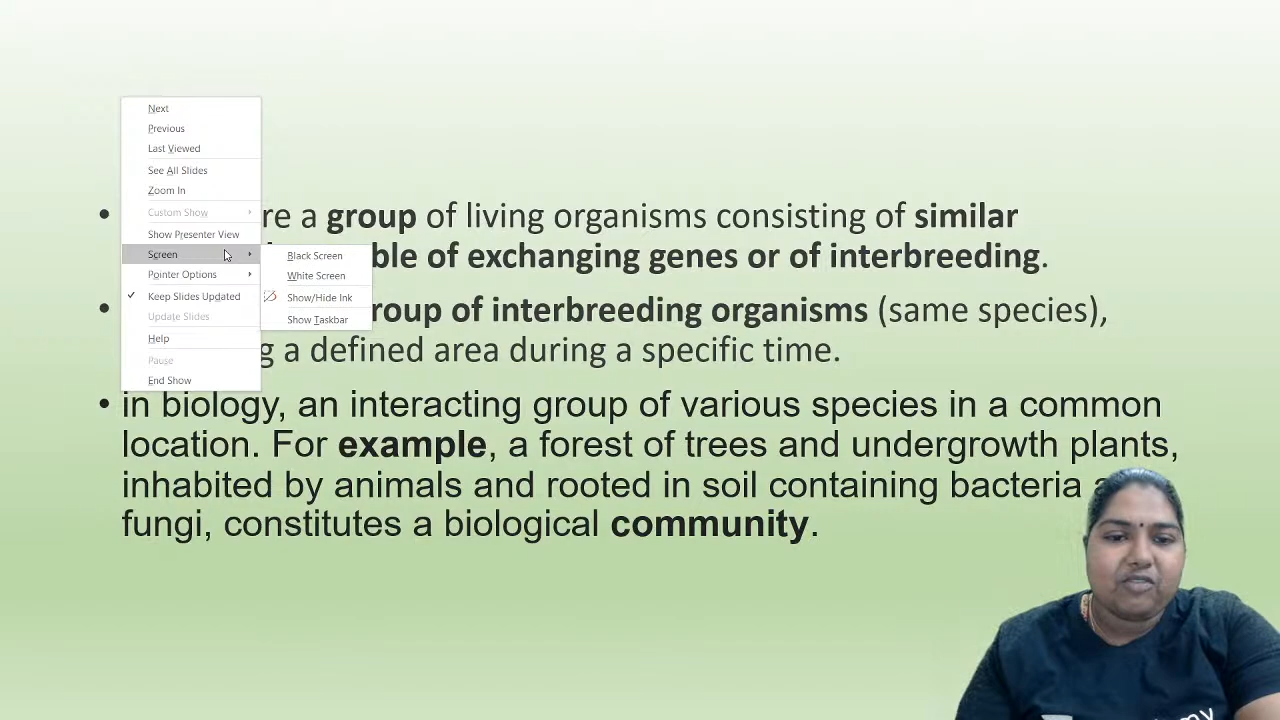 Next
Previous
Last Viewed
See All Slides
Zoom In
Custom Show
Show Presenter View
Screen
Pointer Options
Keep Slides Updated
Update Slides
Help
Pause
End Show
Black Screen
White Screen
Show/Hide Ink
Show Taskbar
• a group of living organisms consisting of similar
of exchanging genes or of interbreeding.
• of interbreeding organisms (same species),
a defined area during a specific time.
• in biology, an interacting group of various species in a common
location. For example, a forest of trees and undergrowth plants,
inhabited by animals and rooted in soil containing bacteria
fungi, constitutes a biological community.